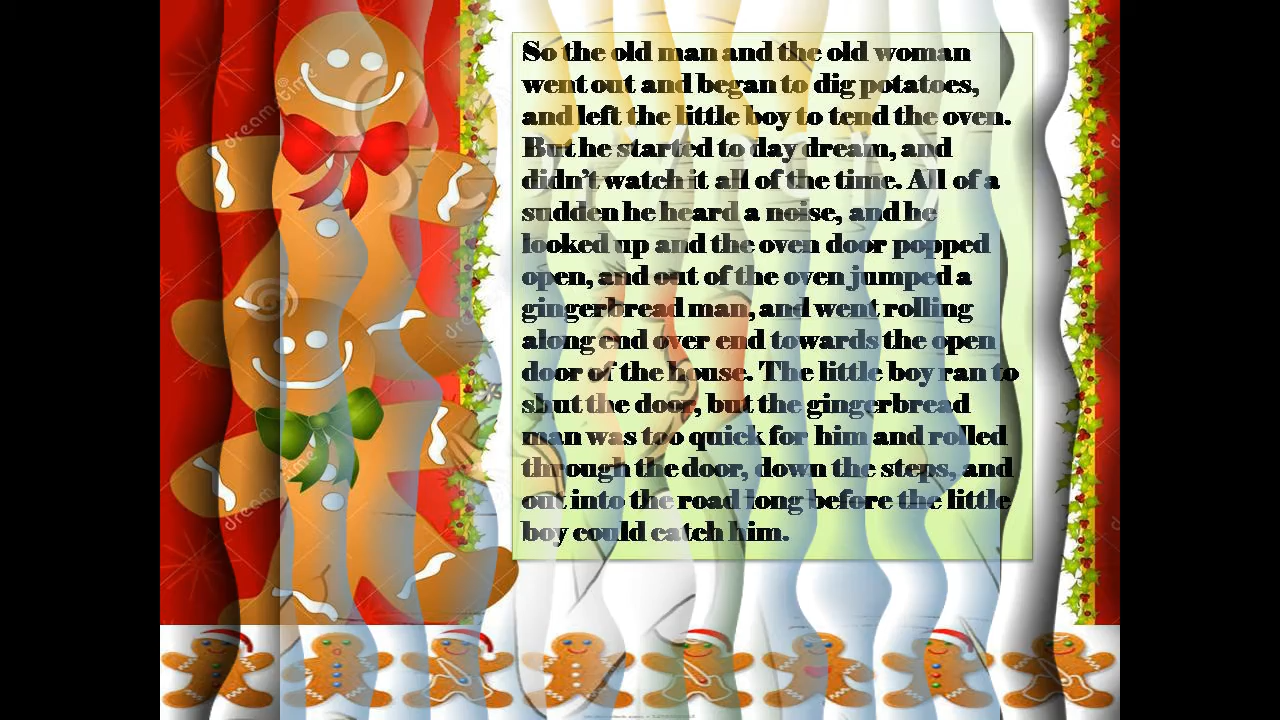 So the old man and the old woman
went out and began to dig potatoes,
and left the little boy to tend the oven.
But he started to day dream, and
didn't watch it all of the time. All of a
sudden he heard a noise, and he
looked up and the oven door popped
open, and out of the oven jumped a
gingerbread man, and went rolling
along end over end towards the open
door of the house. The little boy ran to
shut the door, but the gingerbread
man was too quick for him and rolled
through the door, down the steps, and
out into the road long before the little
boy could catch him.
dreamstime